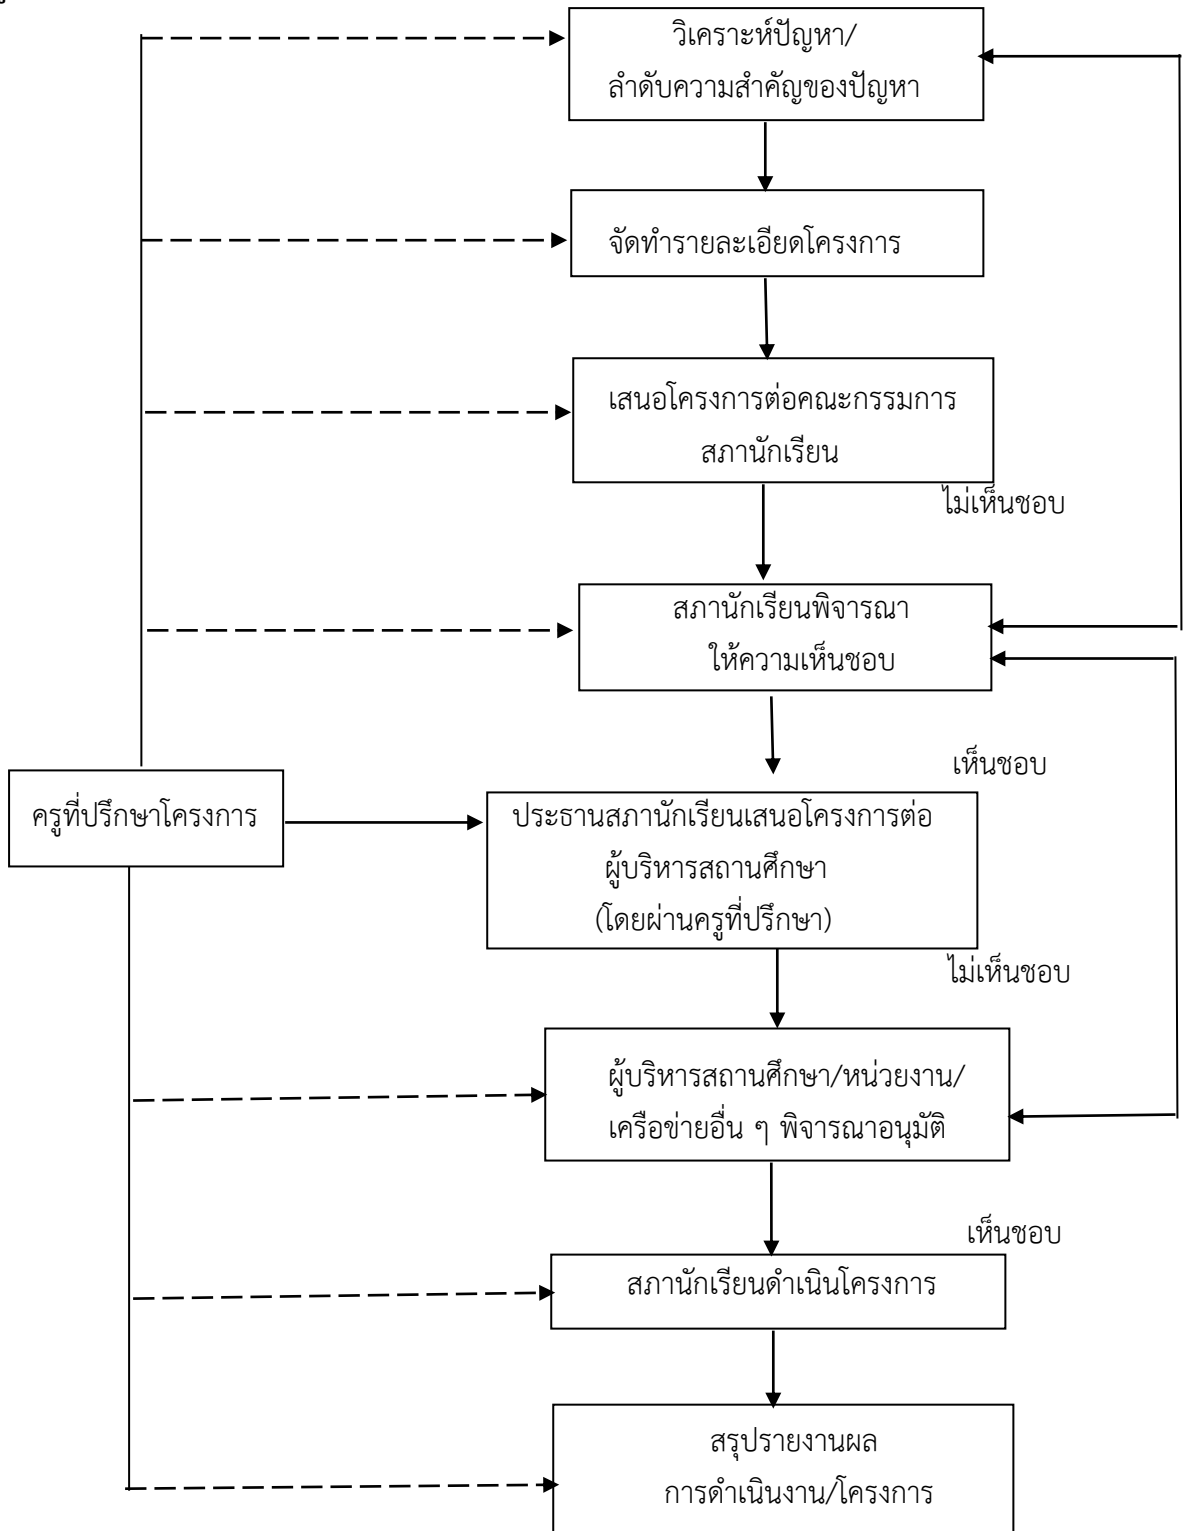 วิเคราะห์ปัญหา/
ลำดับความสำคัญของปัญหา
จัดทำรายละเอียดโครงการ
เสนอโครงการต่อคณะกรรมการ
สภานักเรียน
ไม่เห็นชอบ
สภานักเรียนพิจารณา
ให้ความเห็นชอบ
เห็นชอบ
ครูที่ปรึกษาโครงการ
ประธานสภานักเรียนเสนอโครงการต่อ
ผู้บริหารสถานศึกษา
(โดยผ่านครูที่ปรึกษา)
ไม่เห็นชอบ
ผู้บริหารสถานศึกษา/หน่วยงาน/
เครือข่ายอื่น ๆ พิจารณาอนุมัติ
เห็นชอบ
สภานักเรียนดำเนินโครงการ
สรุปรายงานผล
การดำเนินงาน/โครงการ